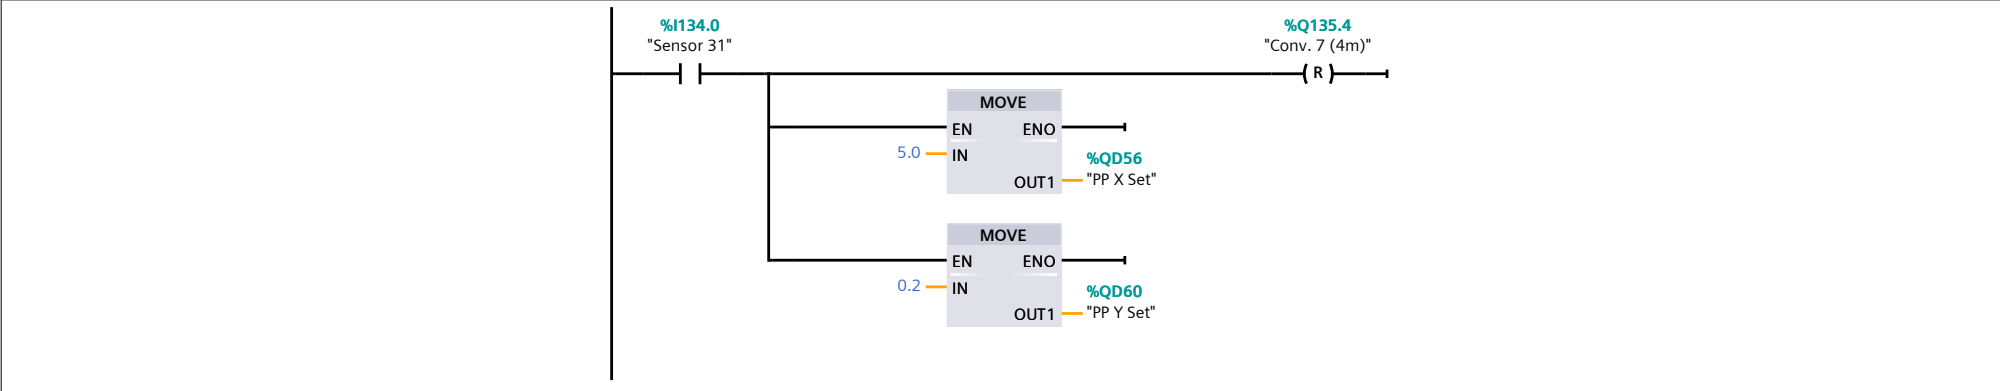 %I134.0
"Sensor 31"
%Q135.4
"Conv. 7 (4m)"
R
MOVE
EN ENO
5.0 IN
%QD56
OUT1 "PP X Set"
MOVE
EN ENO
0.2 IN
%QD60
OUT1 "PP Y Set"